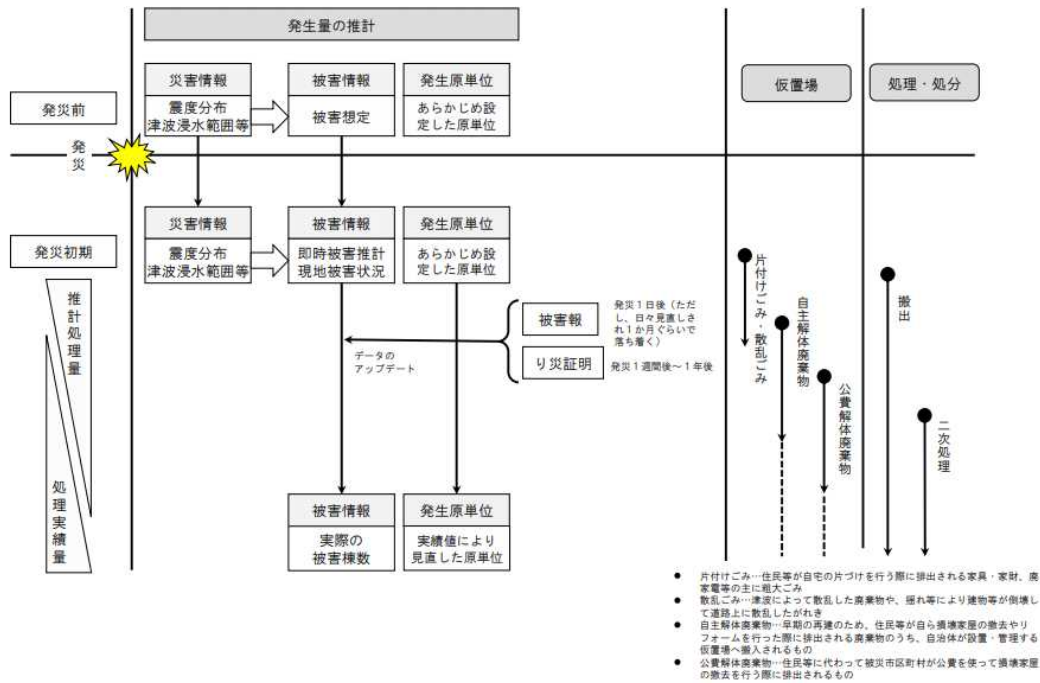 発生量の推計
仮置場
処理・処分
発災前
災害情報
震度分布
津波浸水範囲等
被害情報
被害想定
発生原単位
あらかじめ設
定した原単位
発災
発災初期
災害情報
震度分布
津波浸水範囲等
被害情報
即時被害推計
現地被害状況
発生原単位
あらかじめ設
定した原単位
推計処理量
処理実績量
データの
アップデート
被害報
発災1日後(ただ
し、日々見直しさ
れ1か月ぐらいで
落ち着く)
り災証明
発災1週間後~1年後
被害情報
実際の
被害棟数
発生原単位
実績値により
見直した原単位
片付けごみ・散乱ごみ
自主解体廃棄物
公費解体廃棄物
搬出
二次処理
● 片付けごみ…住民等が自宅の片づけを行う際に排出される家具・家財、廃
家電等の主に粗大ごみ
● 散乱ごみ…津波によって散乱した廃棄物や、揺れ等により建物等が倒壊し
て道路上に散乱したがれき
● 自主解体廃棄物…早期の再建のため、住民等が自ら損壊家屋の撤去やリ
フォームを行った際に排出される廃棄物のうち、自治体が設置・管理する
仮置場へ搬入されるもの
● 公費解体廃棄物…住民等に代わって被災市区町村が公費を使って損壊家屋
の撤去を行う際に排出されるもの